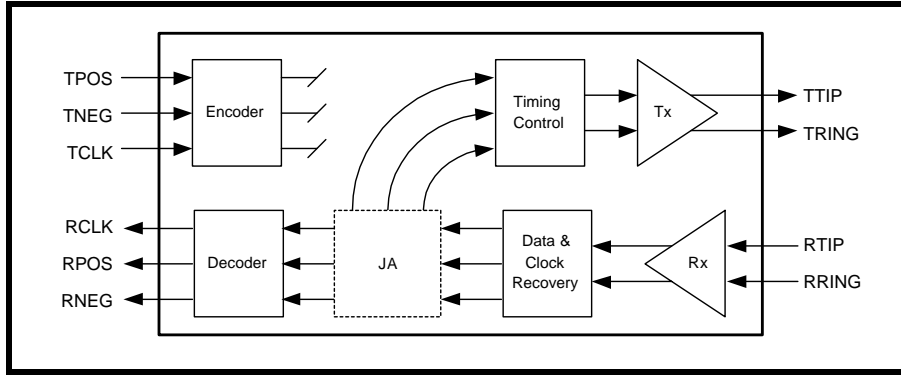 TPOS
TNEG
TCLK
Encoder
Timing
Control
Tx
TTIP
TRING
RCLK
RPOS
RNEG
Decoder
JA
Data &
Clock
Recovery
Rx
RTIP
RRING